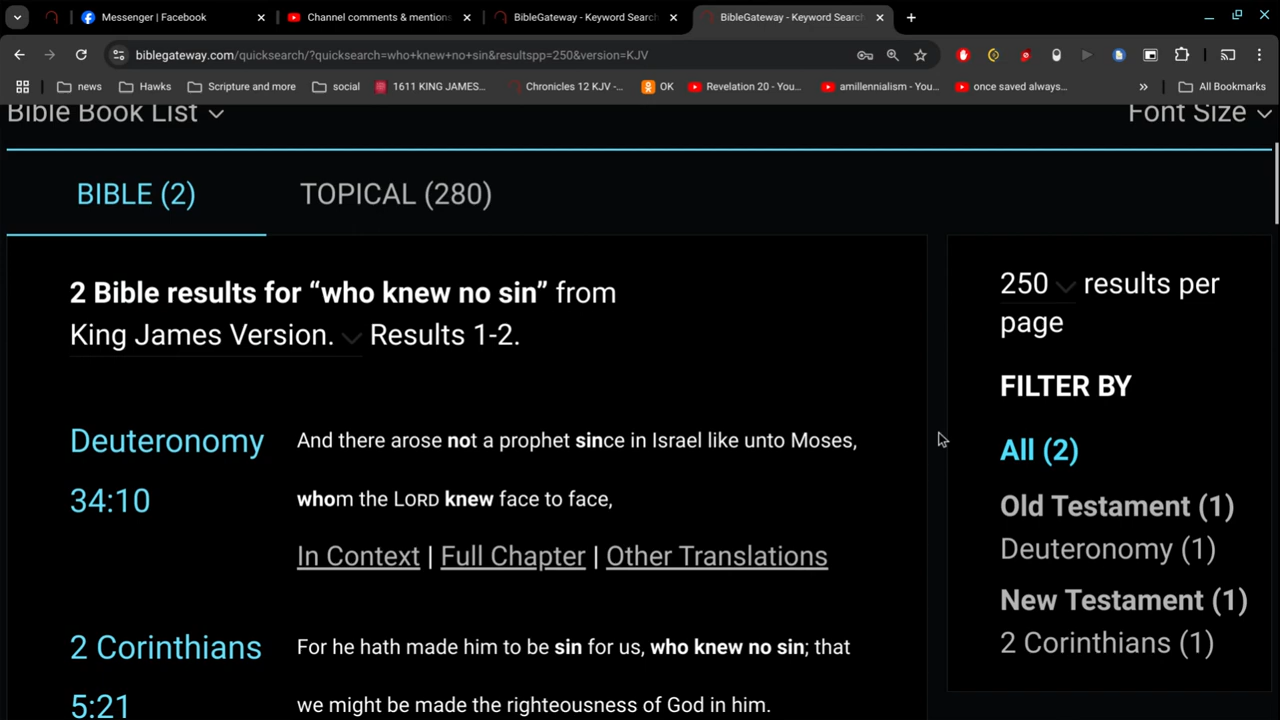 Messenger | Facebook
Channel comments & mentions
BibleGateway - Keyword Search
BibleGateway - Keyword Search
biblegateway.com/quicksearch/?quicksearch=who+knew+no+sin&resultspp=250&version=KJV
news
Hawks
Scripture and more
social
1611 KING JAMES...
Chronicles 12 KJV -...
OK
Revelation 20 - You...
amillennialism - You...
once saved always...
»
All Bookmarks
Bible Book List
Font Size
BIBLE (2)
TOPICAL (280)
2 Bible results for “who knew no sin” from
King James Version. Results 1-2.
Deuteronomy
34:10
And there arose not a prophet since in Israel like unto Moses,
whom the LORD knew face to face,
In Context | Full Chapter | Other Translations
2 Corinthians
5:21
For he hath made him to be sin for us, who knew no sin; that
we might be made the righteousness of God in him.
250 results per
page
FILTER BY
All (2)
Old Testament (1)
Deuteronomy (1)
New Testament (1)
2 Corinthians (1)